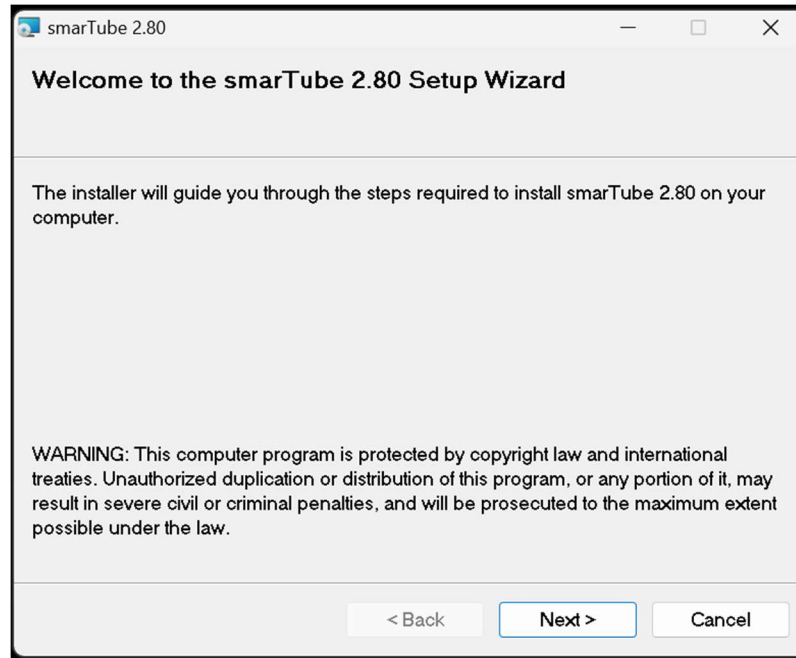 smarTube 2.80
Welcome to the smarTube 2.80 Setup Wizard
The installer will guide you through the steps required to install smarTube 2.80 on your
computer.
WARNING: This computer program is protected by copyright law and international
treaties. Unauthorized duplication or distribution of this program, or any portion of it, may
result in severe civil or criminal penalties, and will be prosecuted to the maximum extent
possible under the law.
< Back Next > Cancel